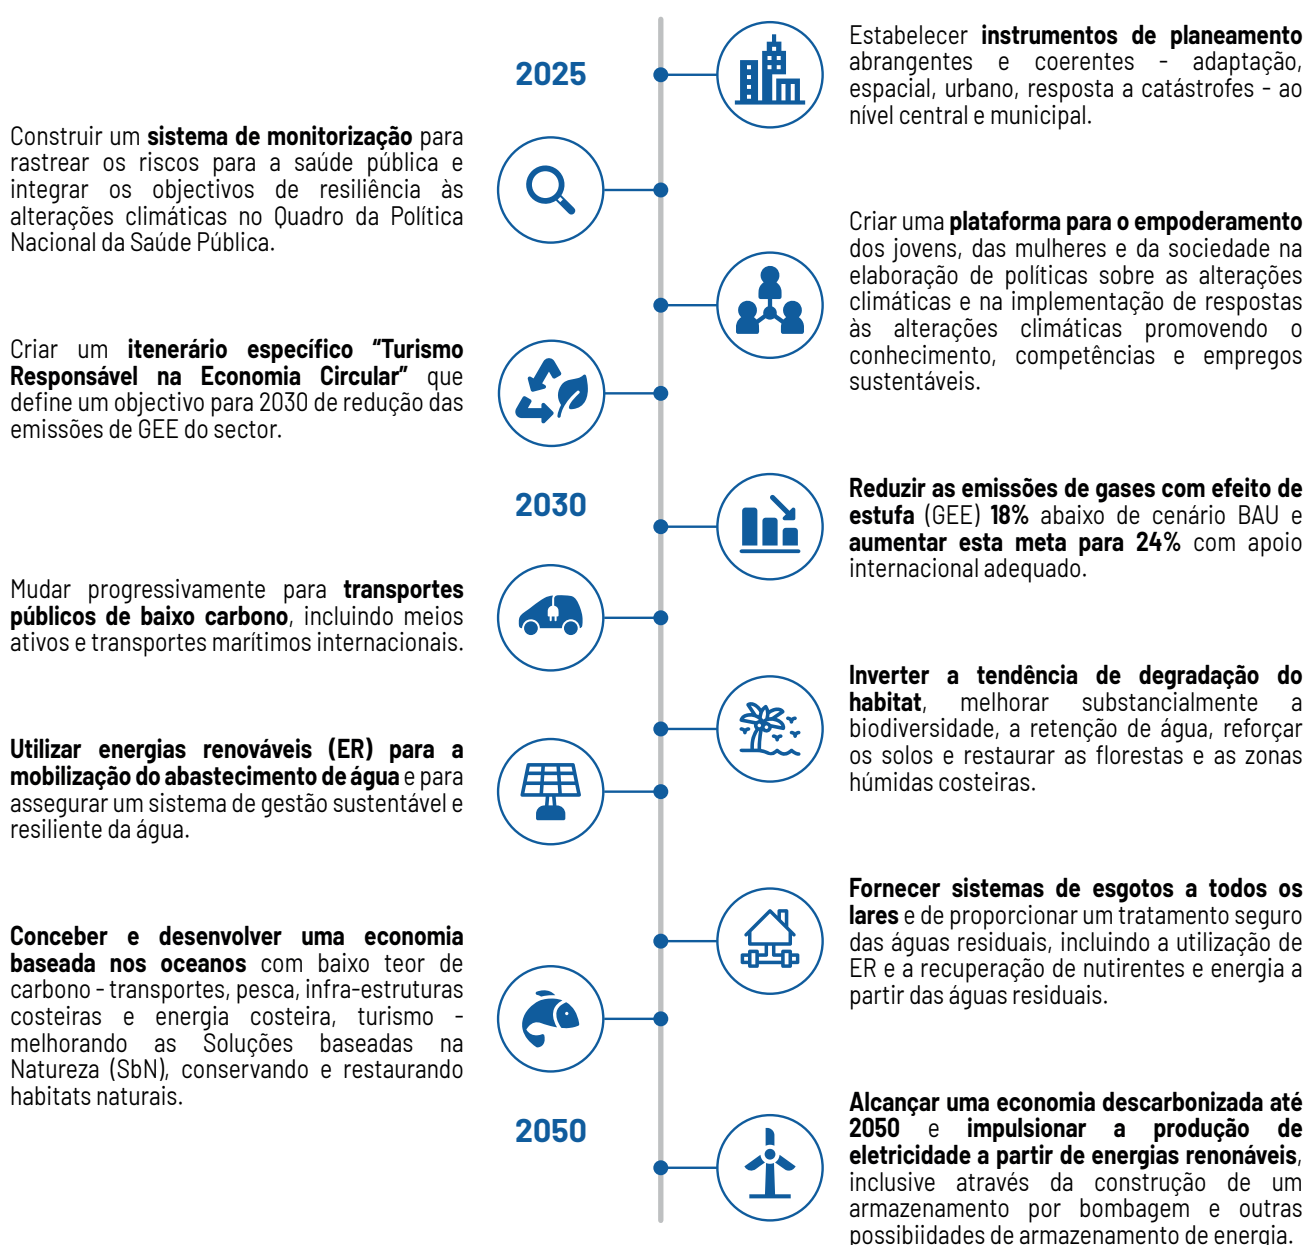 2025
Estabelecer instrumentos de planeamento
abrangentes e coerentes - adaptação,
espacial, urbano, resposta a catástrofes - ao
nível central e municipal.
Construir um sistema de monitorização para
rastrear os riscos para a saúde pública e
integrar os objectivos de resiliência às
alterações climáticas no Quadro da Política
Nacional da Saúde Pública.
Criar uma plataforma para o empoderamento
dos jovens, das mulheres e da sociedade na
elaboração de políticas sobre as alterações
climáticas e na implementação de respostas
às alterações climáticas promovendo o
conhecimento, competências e empregos
sustentáveis.
Criar um itenerário específico “Turismo
Responsável na Economia Circular” que
define um objectivo para 2030 de redução das
emissões de GEE do sector.
2030
Reduzir as emissões de gases com efeito de
estufa (GEE) 18% abaixo de cenário BAU e
aumentar esta meta para 24% com apoio
internacional adequado.
Mudar progressivamente para transportes
públicos de baixo carbono, incluindo meios
ativos e transportes marítimos internacionais.
Inverter a tendência de degradação do
habitat, melhorar substancialmente a
biodiversidade, a retenção de água, reforçar
os solos e restaurar as florestas e as zonas
húmidas costeiras.
Utilizar energias renováveis (ER) para a
mobilização do abastecimento de água e para
assegurar um sistema de gestão sustentável e
resiliente da água.
Fornecer sistemas de esgotos a todos os
lares e de proporcionar um tratamento seguro
das águas residuais, incluindo a utilização de
ER e a recuperação de nutirentes e energia a
partir das águas residuais.
Conceber e desenvolver uma economia
baseada nos oceanos com baixo teor de
carbono - transportes, pesca, infra-estruturas
costeiras e energia costeira, turismo -
melhorando as Soluções baseadas na
Natureza (SbN), conservando e restaurando
habitats naturais.
2050
Alcançar uma economia descarbonizada até
2050 e impulsionar a produção de
eletricidade a partir de energias renonáveis,
inclusive através da construção de um
armazenamento por bombagem e outras
possibiidades de armazenamento de energia.